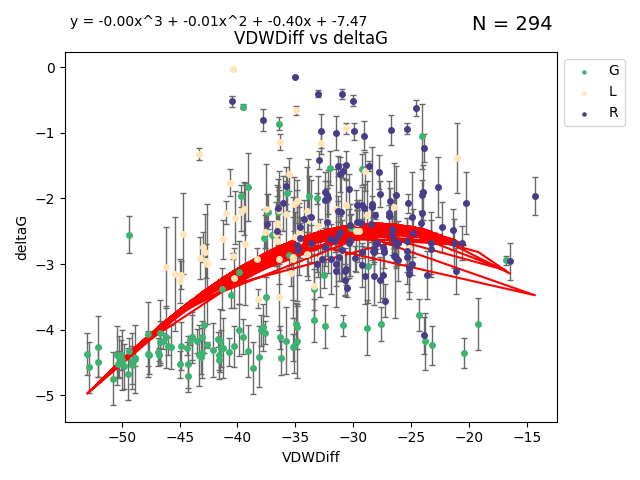 y = -0.00x^3 + -0.01x^2 + -0.40x + -7.47
N = 294
VDWDiff vs deltaG
G
L
R
deltaG
0
−1
−2
−3
−4
−5
−50 −45 −40 −35 −30 −25 −20 −15
VDWDiff